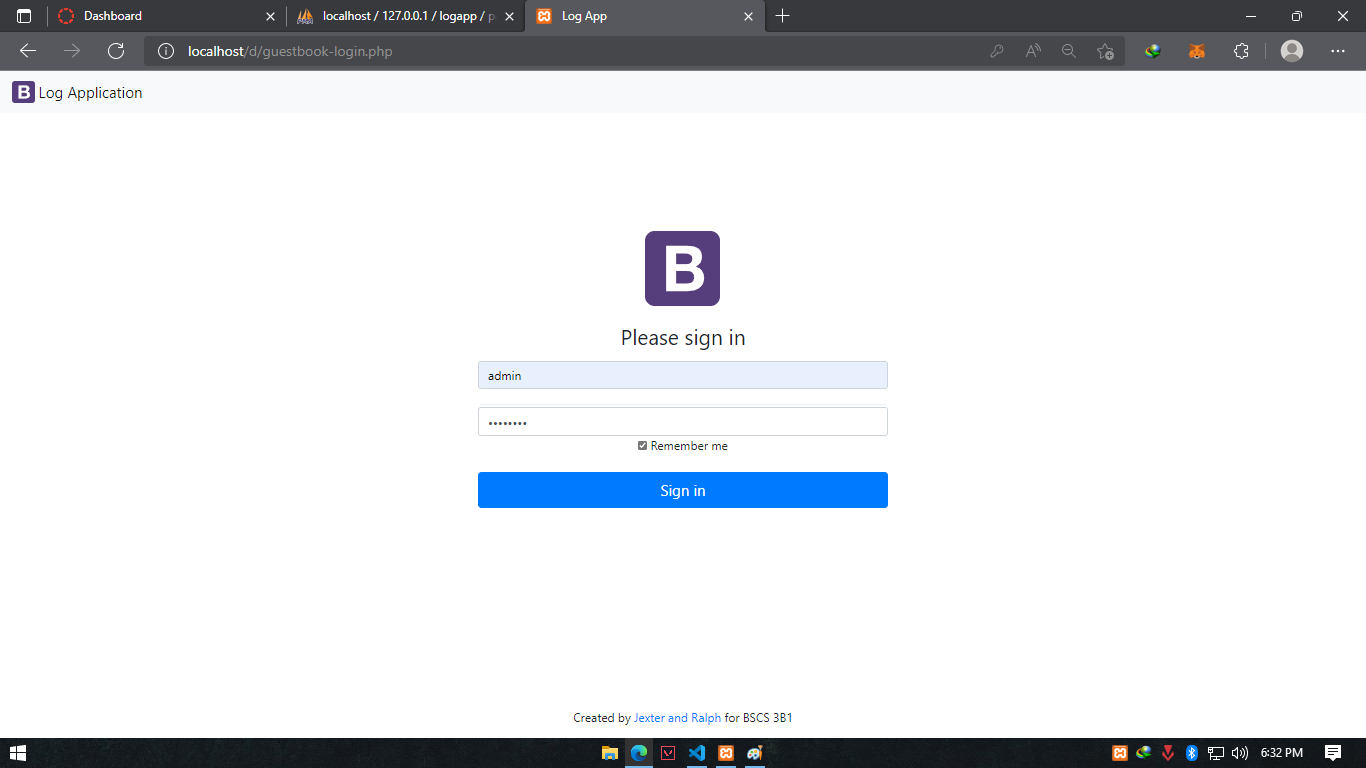 Dashboard
localhost / 127.0.0.1 / logapp / p
Log App
localhost/d/guestbook-login.php
B Log Application
B
Please sign in
admin
••••••••
Remember me
Sign in
Created by Jexter and Ralph for BSCS 3B1
6:32 PM